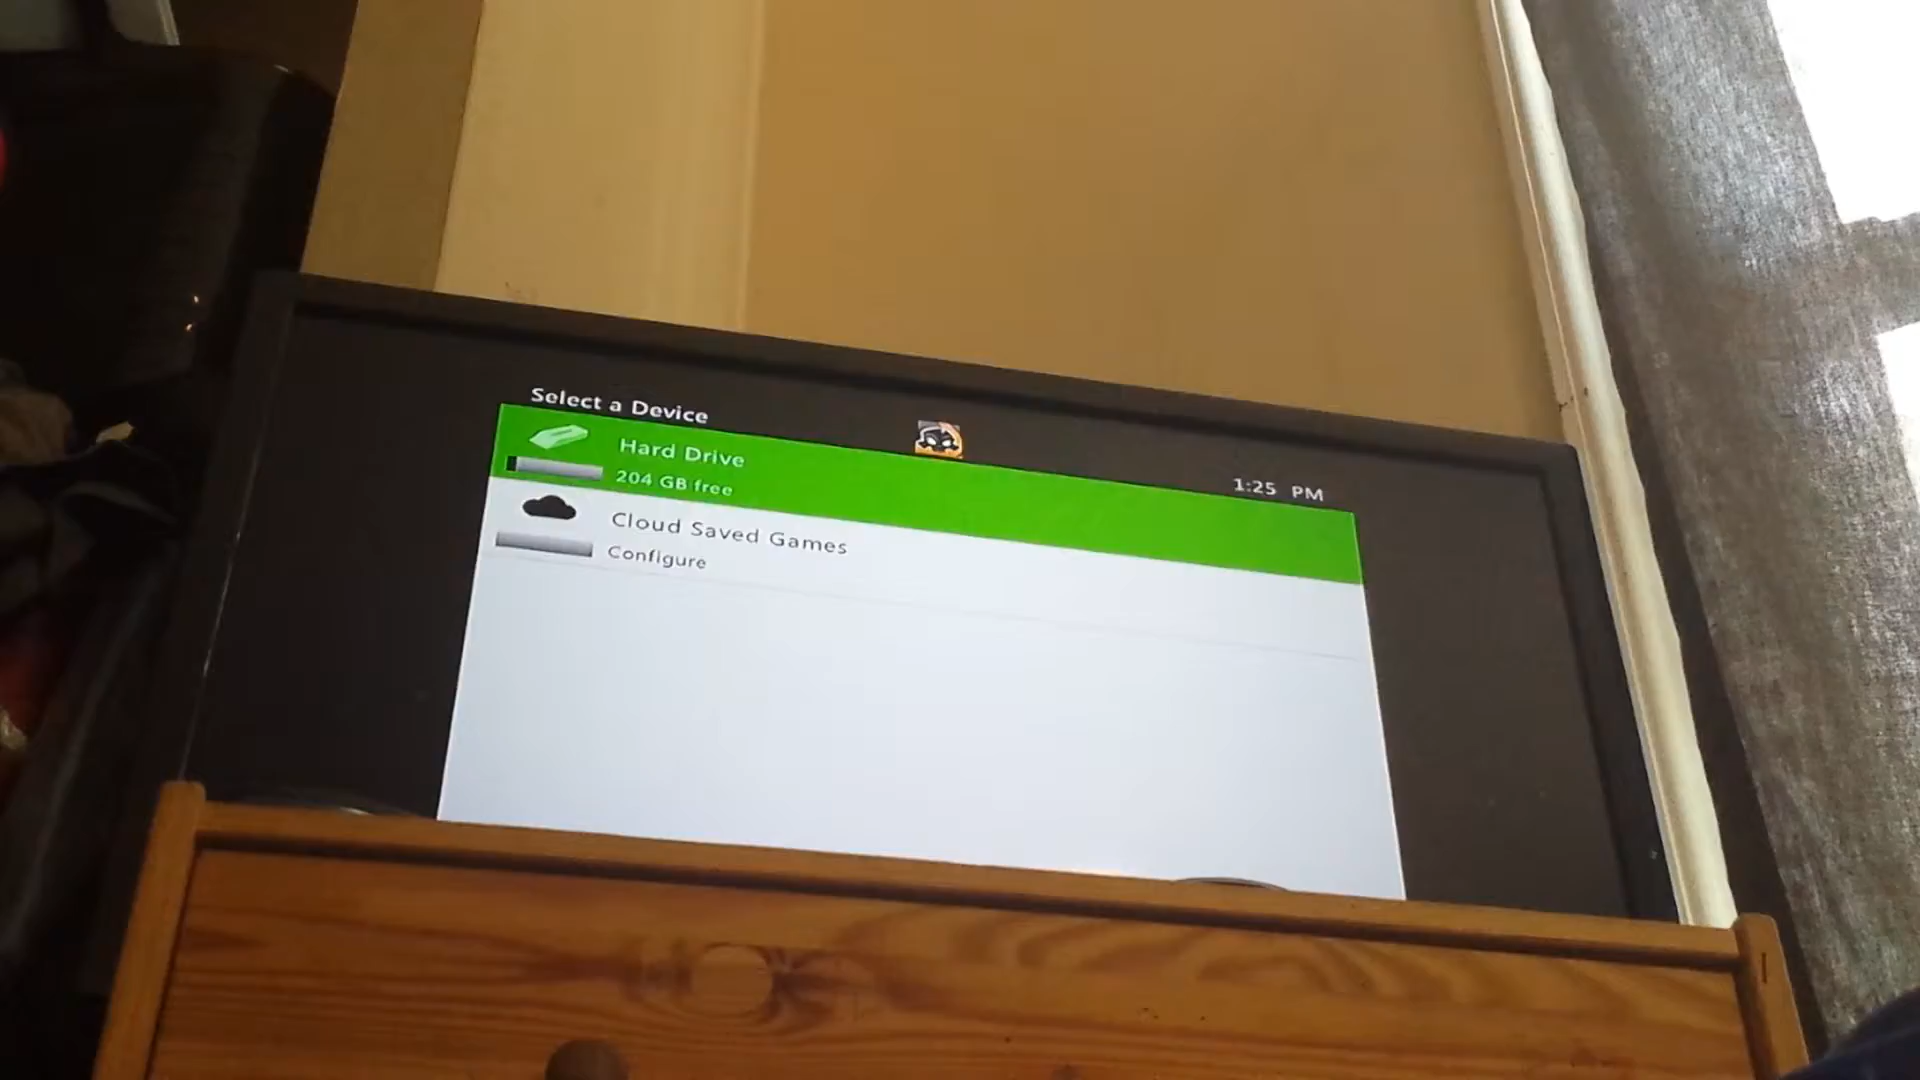 Select a Device
Hard Drive
204 GB free
1:25 PM
Cloud Saved Games
Configure